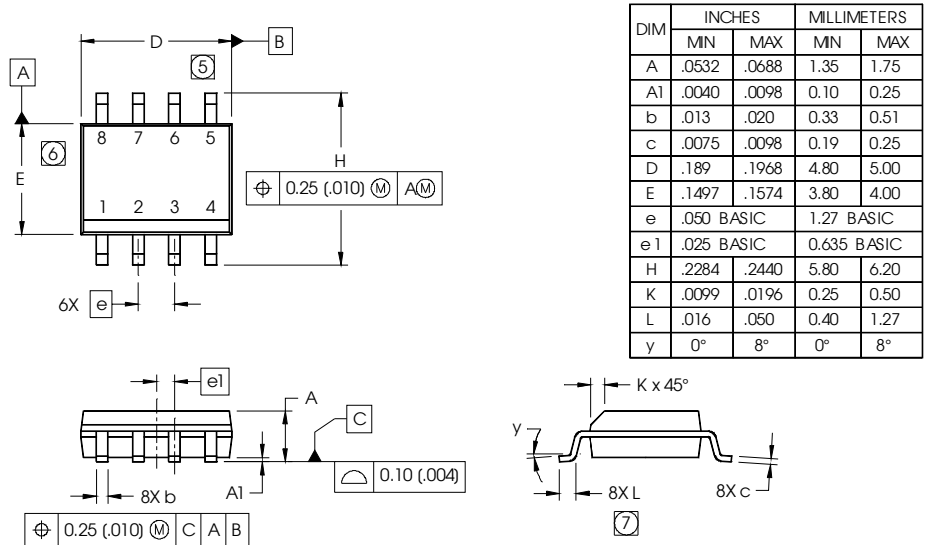 D
B
5
A
8 7 6 5
6
E
H
⌖ 0.25 (.010) Ⓜ A Ⓜ
1 2 3 4
6X e
DIM INCHES MILLIMETERS
MIN MAX MIN MAX
A .0532 .0688 1.35 1.75
A1 .0040 .0098 0.10 0.25
b .013 .020 0.33 0.51
c .0075 .0098 0.19 0.25
D .189 .1968 4.80 5.00
E .1497 .1574 3.80 4.00
e .050 BASIC 1.27 BASIC
e1 .025 BASIC 0.635 BASIC
H .2284 .2440 5.80 6.20
K .0099 .0196 0.25 0.50
L .016 .050 0.40 1.27
y 0° 8° 0° 8°
e1
A
C
0.10 (.004)
8X b
A1
⌖ 0.25 (.010) Ⓜ C A B
K x 45°
y
8X L
8X c
7